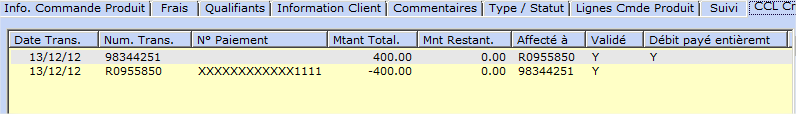 Info. Commande Produit Frais Qualifiants Information Client Commentaires Type / Statut Lignes Cmde Produit Suivi CCL
Date Trans. Num. Trans. N° Paiement Mtant Total. Mnt Restant. Affecté à Validé Débit payé entièremt
13/12/12 98344251 400.00 0.00 R0955850 Y Y
13/12/12 R0955850 XXXXXXXXXXXX1111 -400.00 0.00 98344251 Y